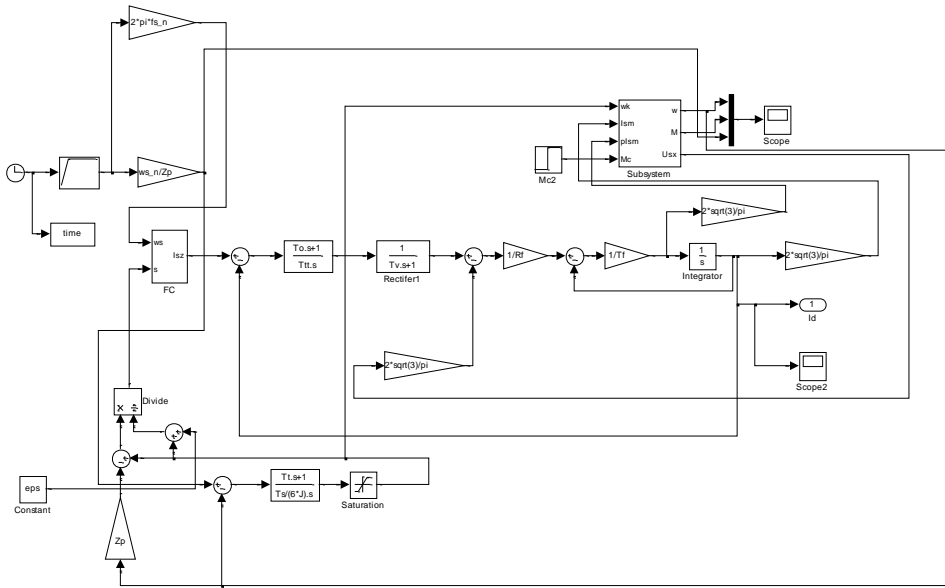 2*pi*fs_n
ws_n/Zp
time
ws
s
Isz
FC
To.s+1
Ttt.s
1
Tv.s+1
Rectifer1
1/Rf
1/Tf
1
s
Integrator
2*sqrt(3)/pi
2*sqrt(3)/pi
2*sqrt(3)/pi
wk
Ism
pIsm
Mc
w
M
Usx
Subsystem
Mc2
Scope
1
Id
Scope2
Divide
eps
Constant
Tt.s+1
Ts/(6*J).s
Saturation
Zp